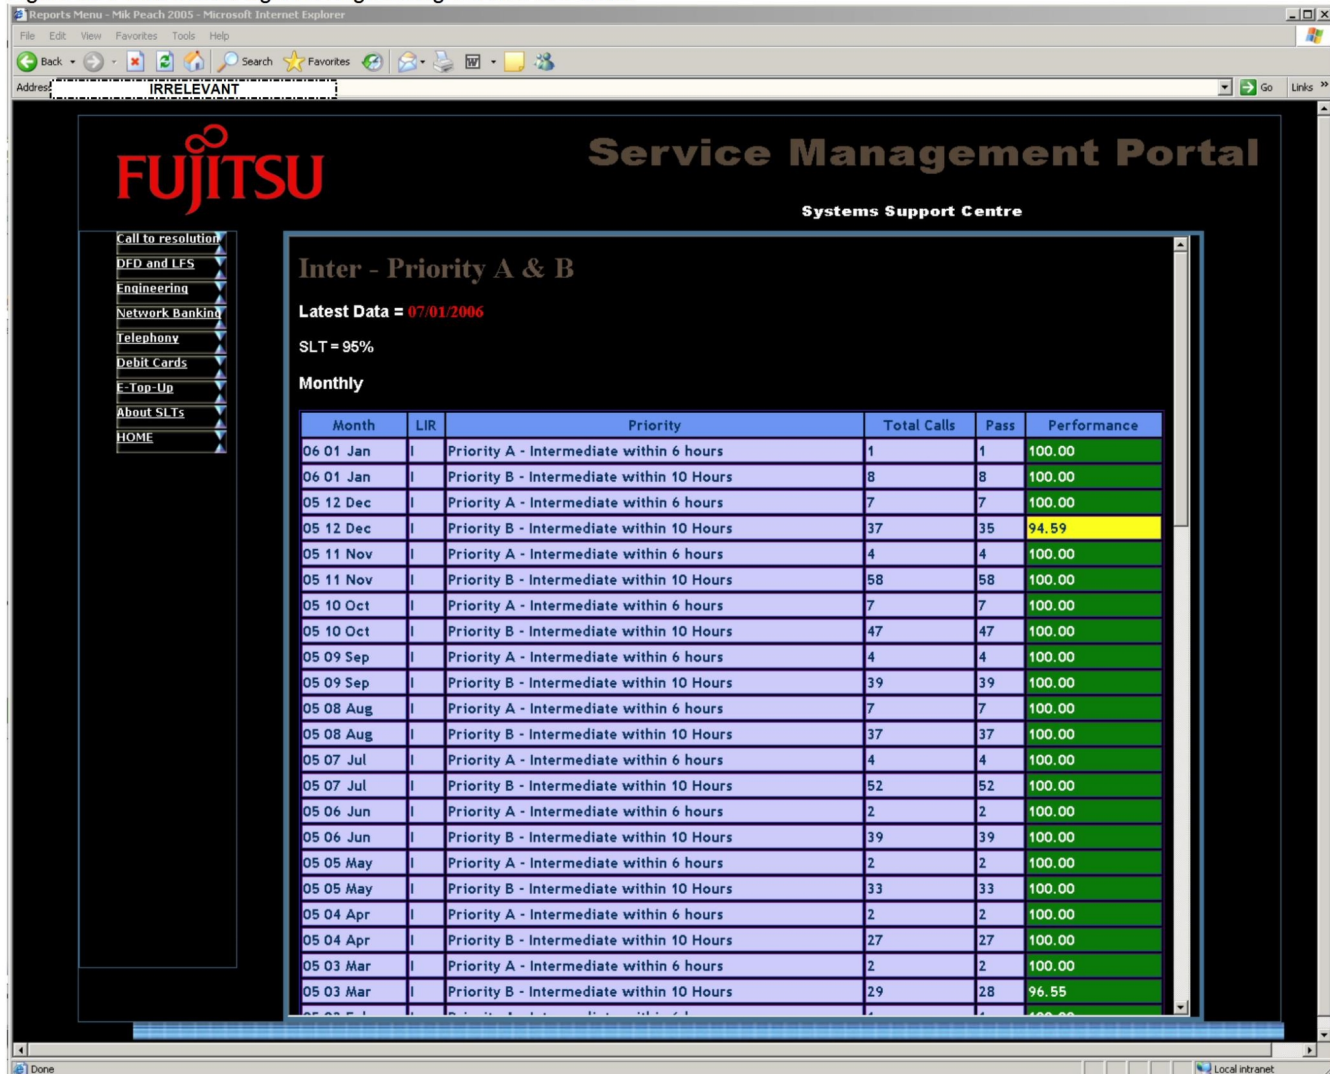 Reports Menu - Mik Peach 2005 - Microsoft Internet Explorer
File Edit View Favorites Tools Help
Back Search Favorites
Address IRRELEVANT Go Links »
FUJITSU
Service Management Portal
Systems Support Centre
Call to resolution
DFD and LFS
Engineering
Network Banking
Telephony
Debit Cards
E-Top-Up
About SLTs
HOME
Inter - Priority A & B
Latest Data = 07/01/2006
SLT = 95%
Monthly
Month LIR Priority Total Calls Pass Performance
06 01 Jan I Priority A - Intermediate within 6 hours 1 1 100.00
06 01 Jan I Priority B - Intermediate within 10 Hours 8 8 100.00
05 12 Dec I Priority A - Intermediate within 6 hours 7 7 100.00
05 12 Dec I Priority B - Intermediate within 10 Hours 37 35 94.59
05 11 Nov I Priority A - Intermediate within 6 hours 4 4 100.00
05 11 Nov I Priority B - Intermediate within 10 Hours 58 58 100.00
05 10 Oct I Priority A - Intermediate within 6 hours 7 7 100.00
05 10 Oct I Priority B - Intermediate within 10 Hours 47 47 100.00
05 09 Sep I Priority A - Intermediate within 6 hours 4 4 100.00
05 09 Sep I Priority B - Intermediate within 10 Hours 39 39 100.00
05 08 Aug I Priority A - Intermediate within 6 hours 7 7 100.00
05 08 Aug I Priority B - Intermediate within 10 Hours 37 37 100.00
05 07 Jul I Priority A - Intermediate within 6 hours 4 4 100.00
05 07 Jul I Priority B - Intermediate within 10 Hours 52 52 100.00
05 06 Jun I Priority A - Intermediate within 6 hours 2 2 100.00
05 06 Jun I Priority B - Intermediate within 10 Hours 39 39 100.00
05 05 May I Priority A - Intermediate within 6 hours 2 2 100.00
05 05 May I Priority B - Intermediate within 10 Hours 33 33 100.00
05 04 Apr I Priority A - Intermediate within 6 hours 2 2 100.00
05 04 Apr I Priority B - Intermediate within 10 Hours 27 27 100.00
05 03 Mar I Priority A - Intermediate within 6 hours 2 2 100.00
05 03 Mar I Priority B - Intermediate within 10 Hours 29 28 96.55
Done Local intranet